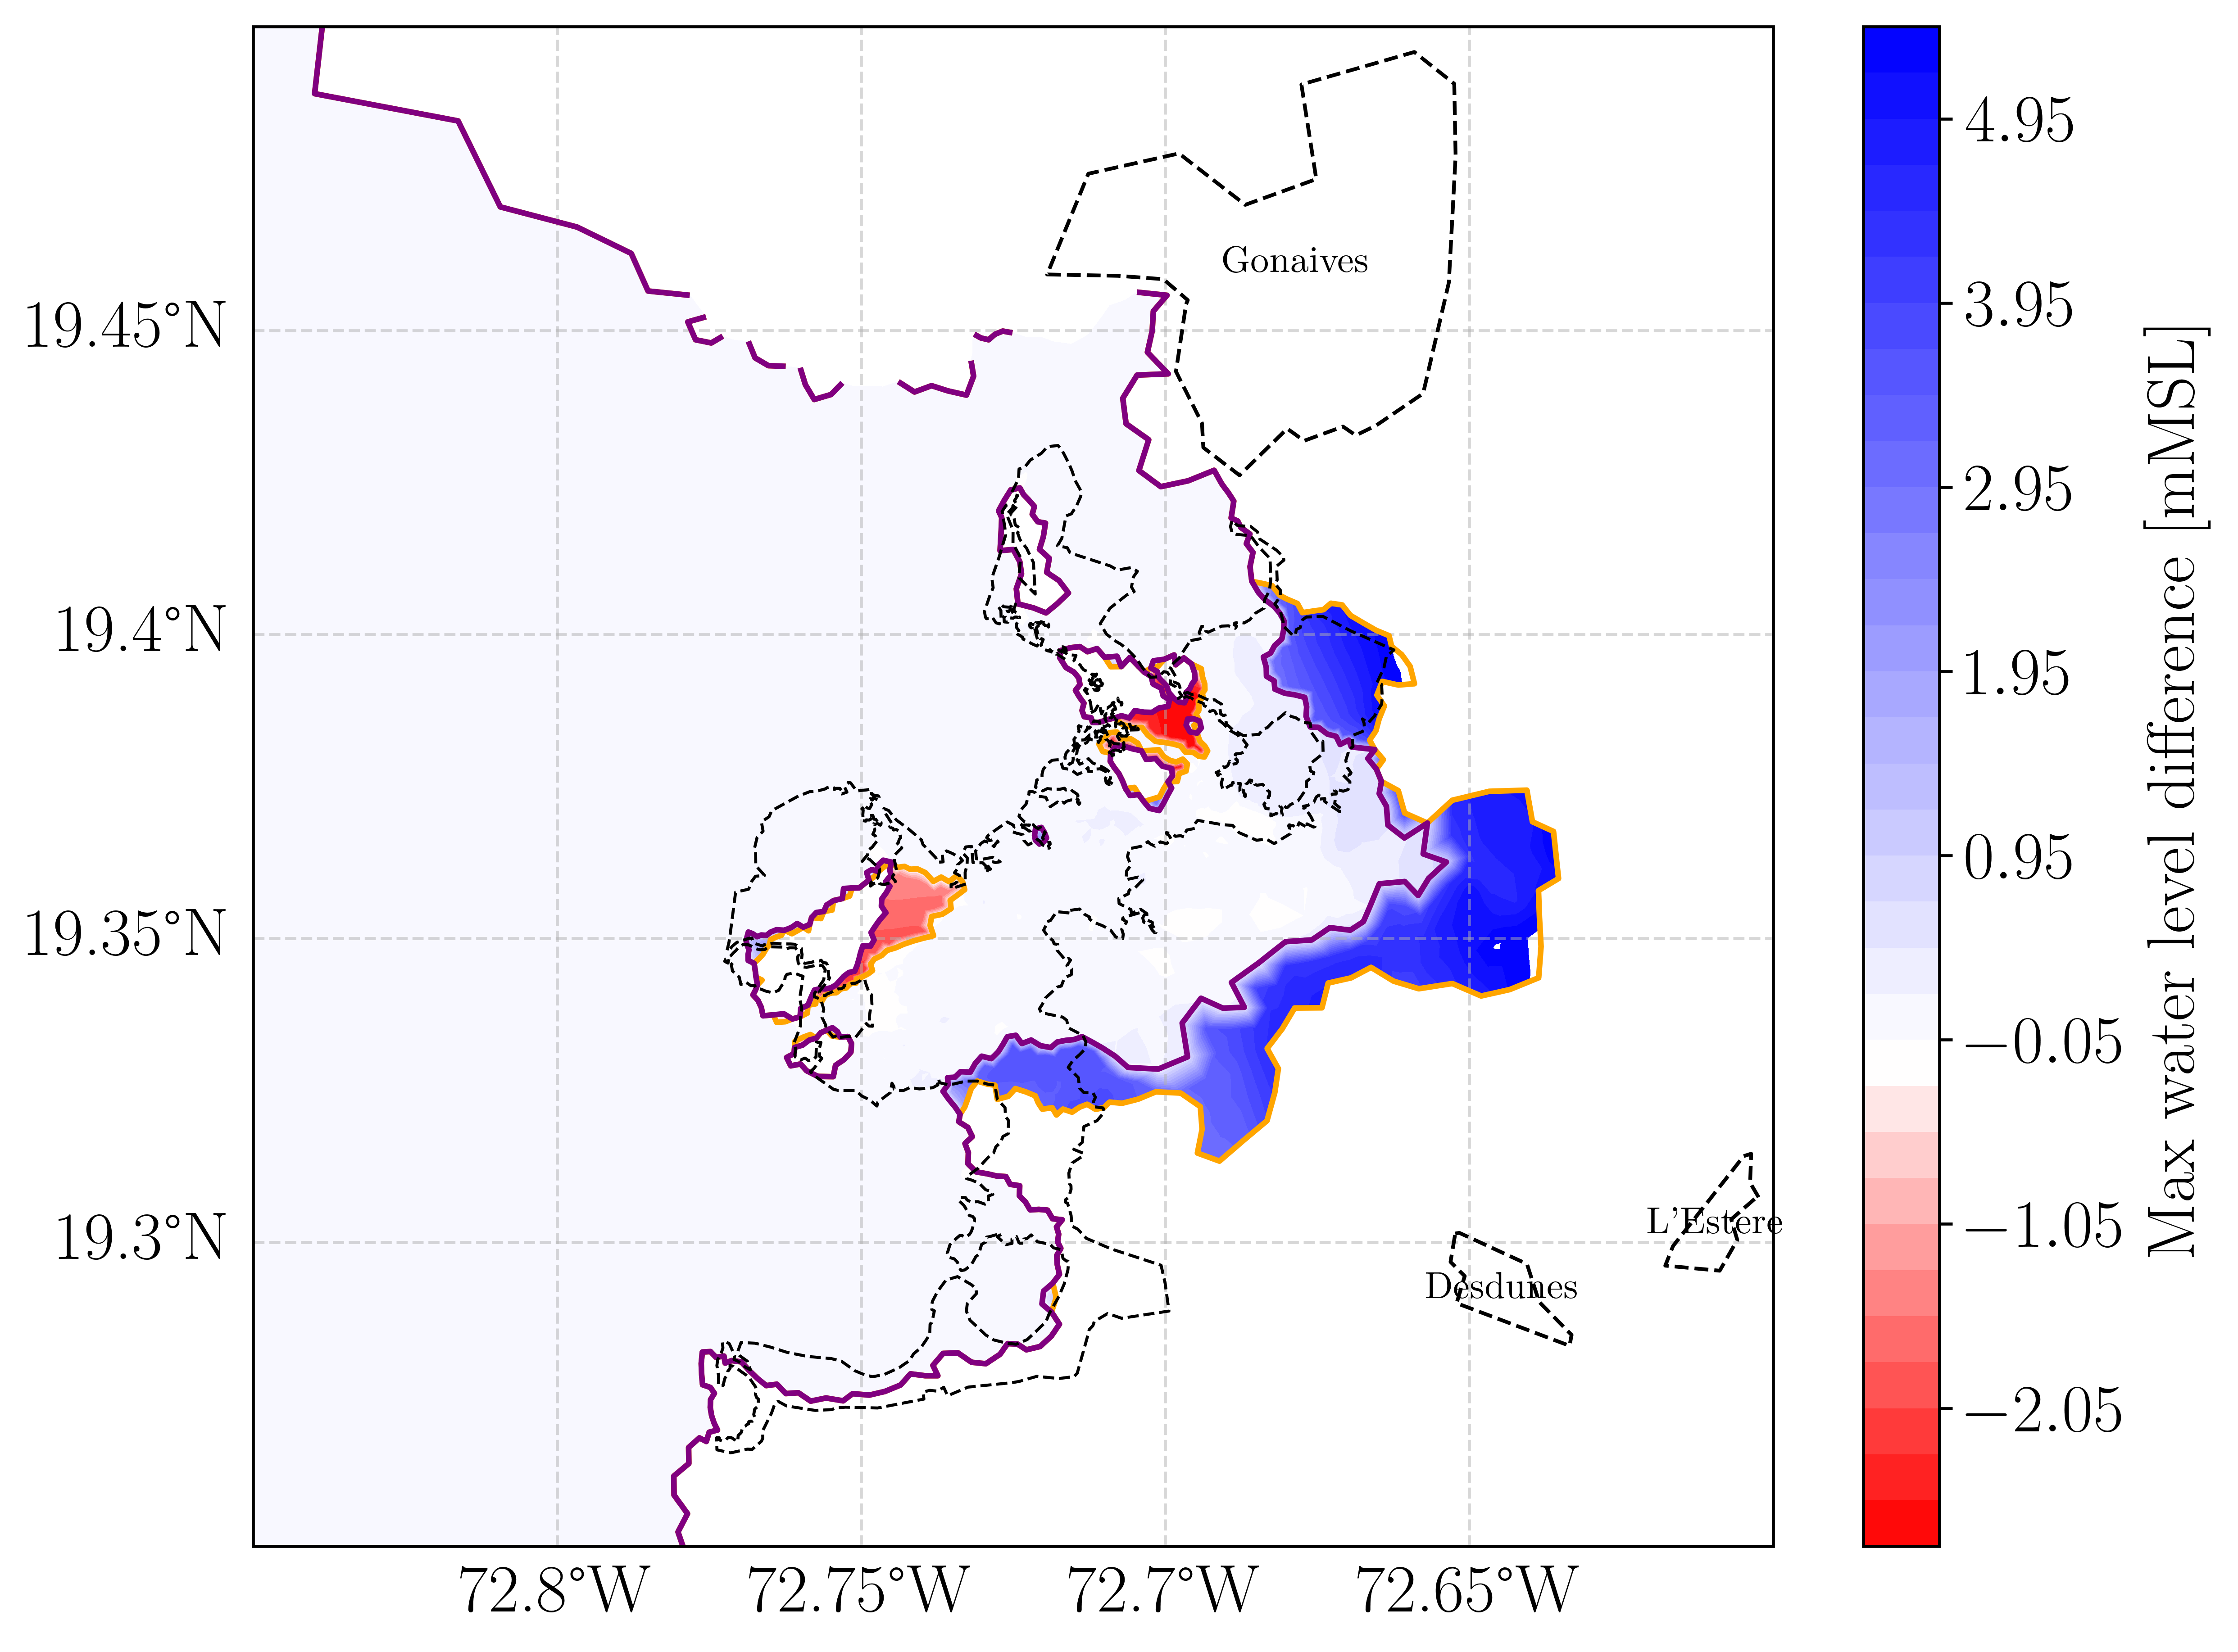 Gonaives
L'Estere
Desdunes
19.45°N
19.4°N
19.35°N
19.3°N
72.8°W
72.75°W
72.7°W
72.65°W
4.95
3.95
2.95
1.95
0.95
−0.05
−1.05
−2.05
Max water level difference [mMSL]